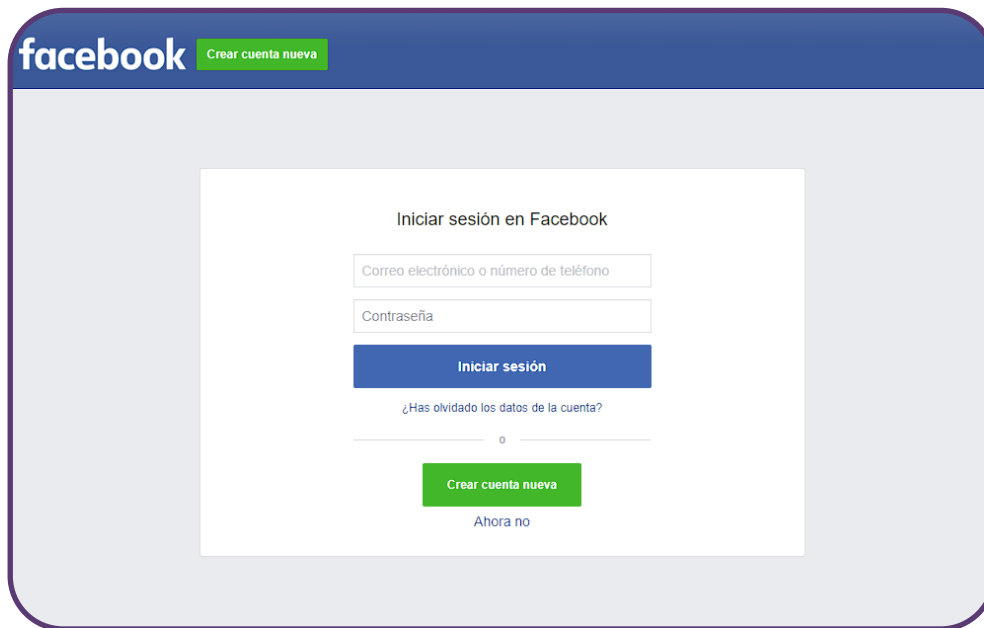 facebook Crear cuenta nueva
Iniciar sesión en Facebook
Correo electrónico o número de teléfono
Contraseña
Iniciar sesión
¿Has olvidado los datos de la cuenta?
o
Crear cuenta nueva
Ahora no